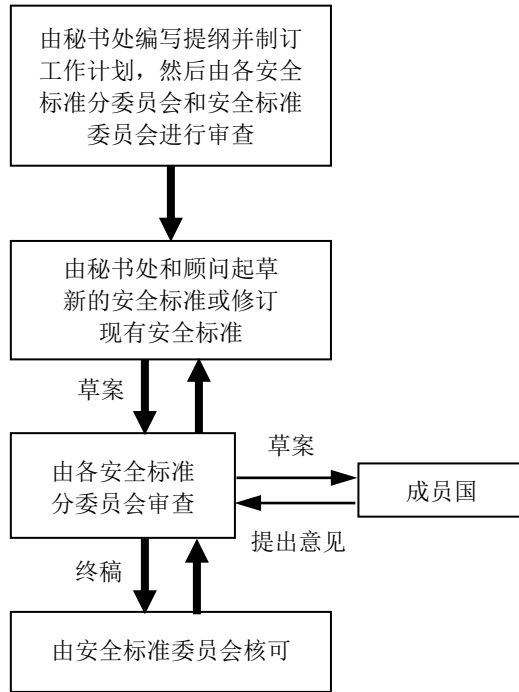 由秘书处编写提纲并制订
工作计划，然后由各安全
标准分委员会和安全标准
委员会进行审查
由秘书处和顾问起草
新的安全标准或修订
现有安全标准
草案
由各安全标准
分委员会审查
草案
成员国
提出意见
终稿
由安全标准委员会核可